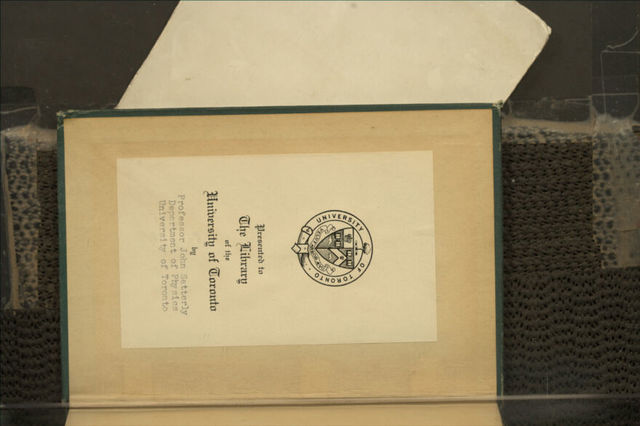 UNIVERSITY OF TORONTO
Presented to
The Library
of the
University of Toronto
by
Professor John Satterly
Department of Physics
University of Toronto